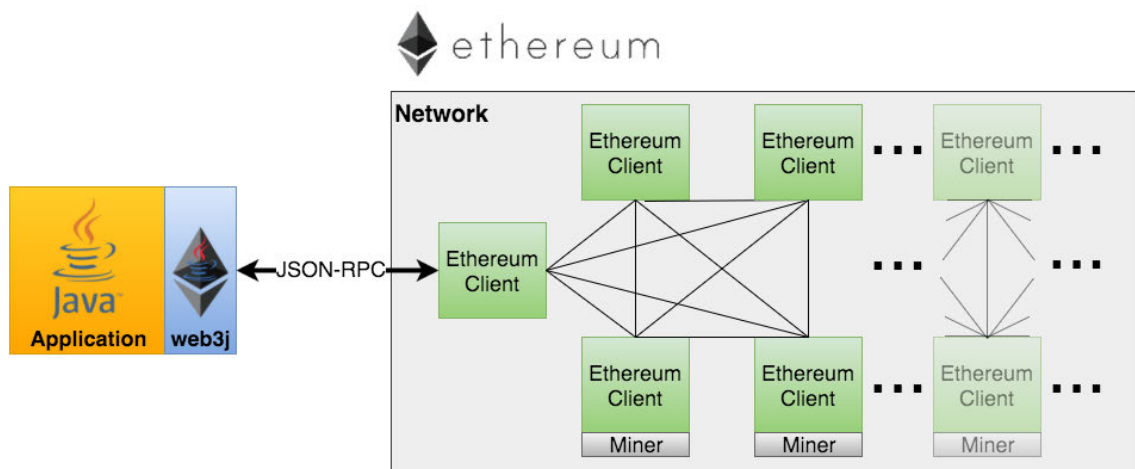 ethereum
Network
Ethereum
Client
Ethereum
Client
...
Ethereum
Client
...
Java™
Application
web3j
JSON-RPC
Ethereum
Client
...
...
Ethereum
Client
Miner
Ethereum
Client
Miner
...
Ethereum
Client
Miner
...